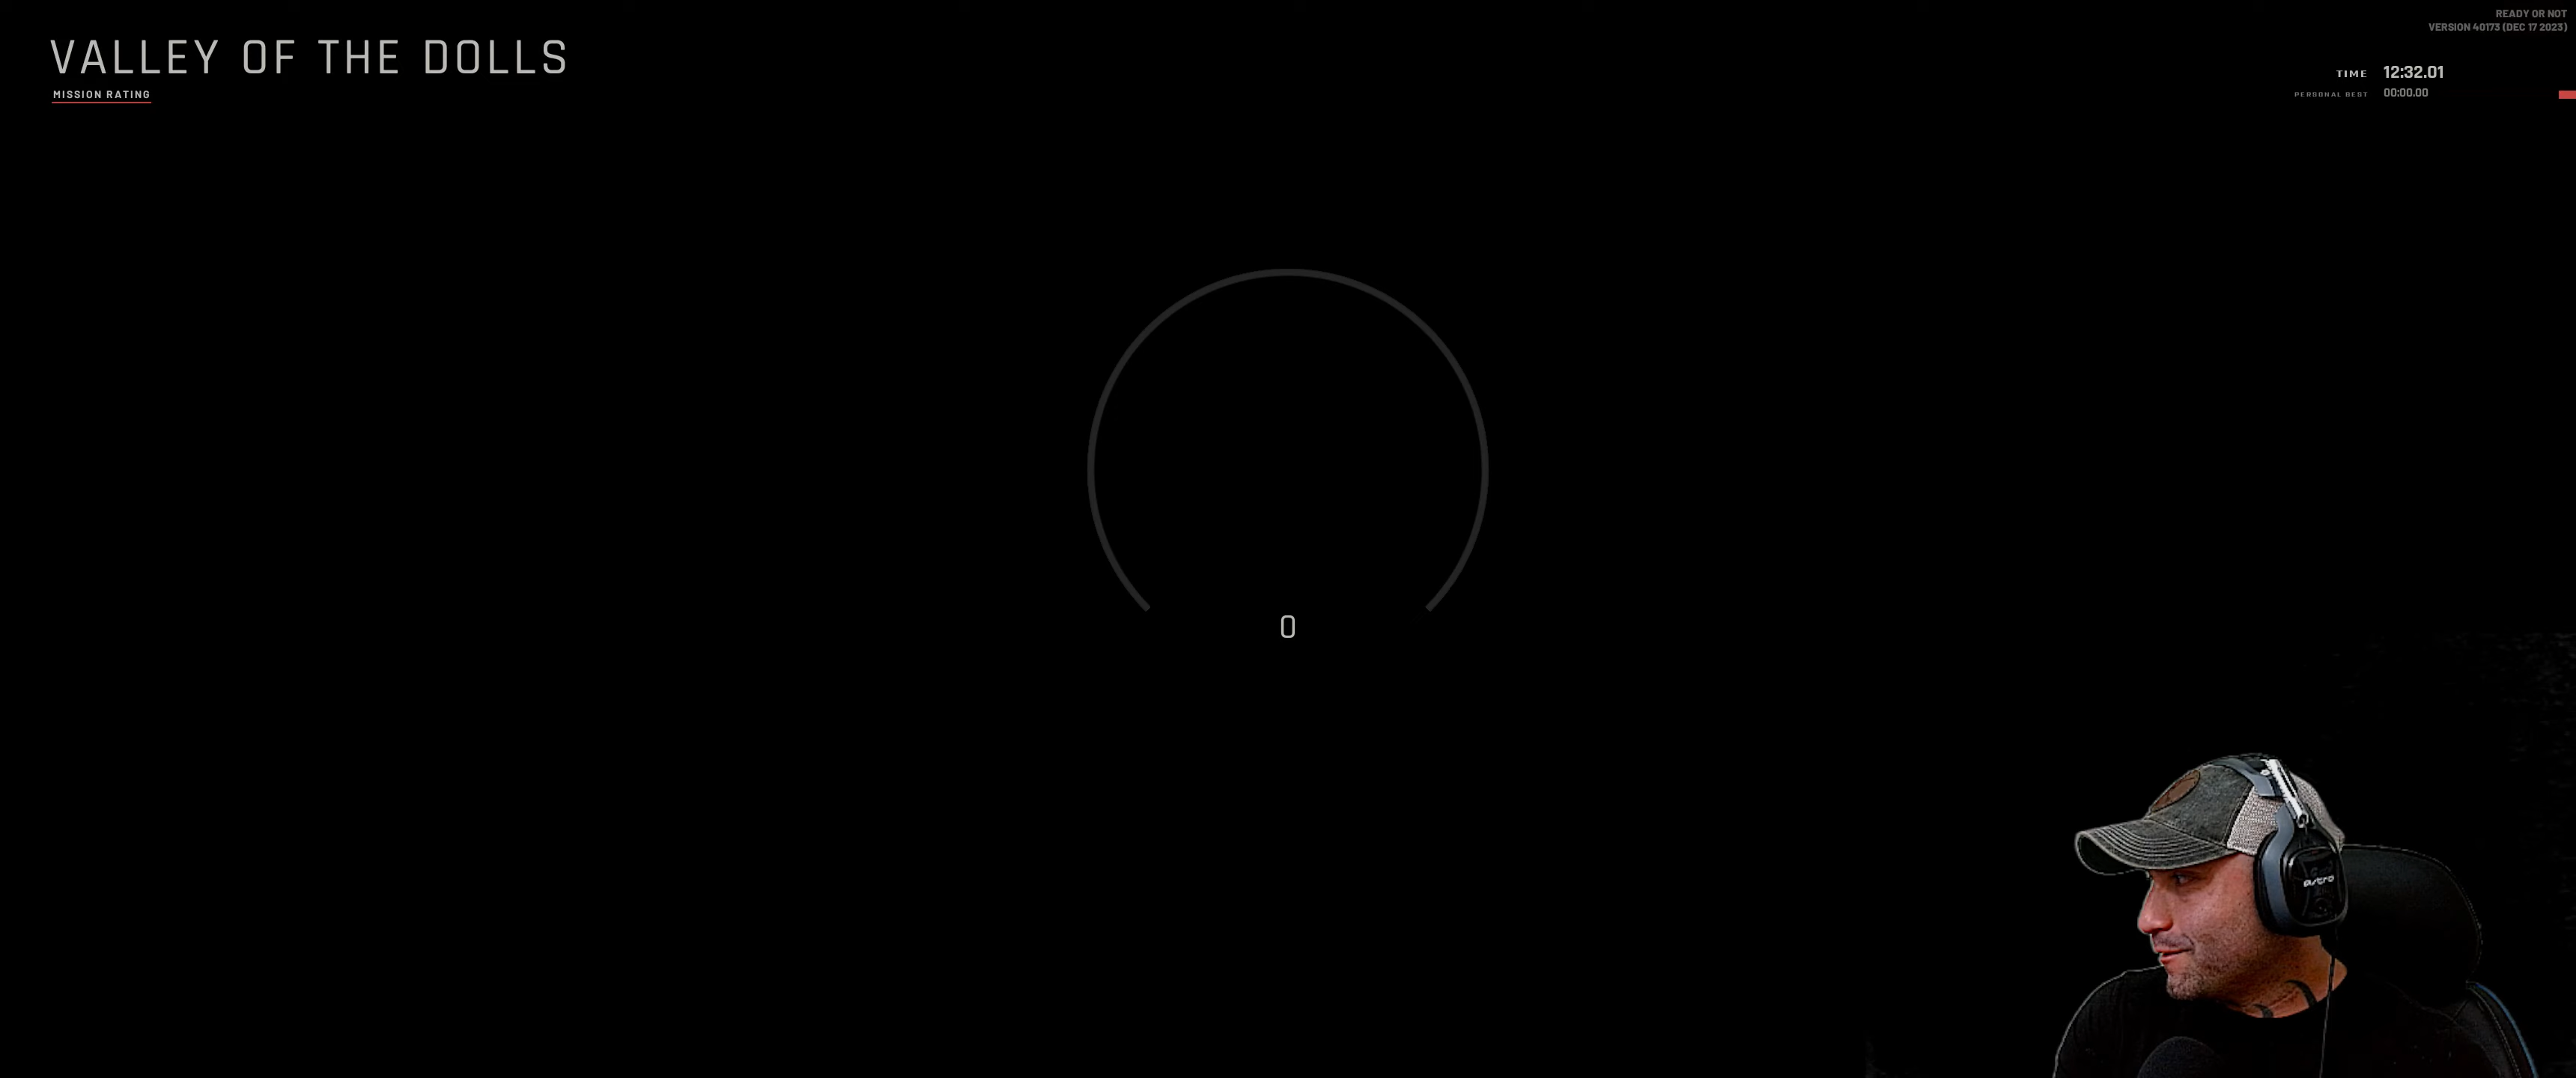 VALLEY OF THE DOLLS
MISSION RATING
READY OR NOT
VERSION 40173 (DEC 17 2023)
TIME 12:32.01
PERSONAL BEST 00:00.00
0
astro